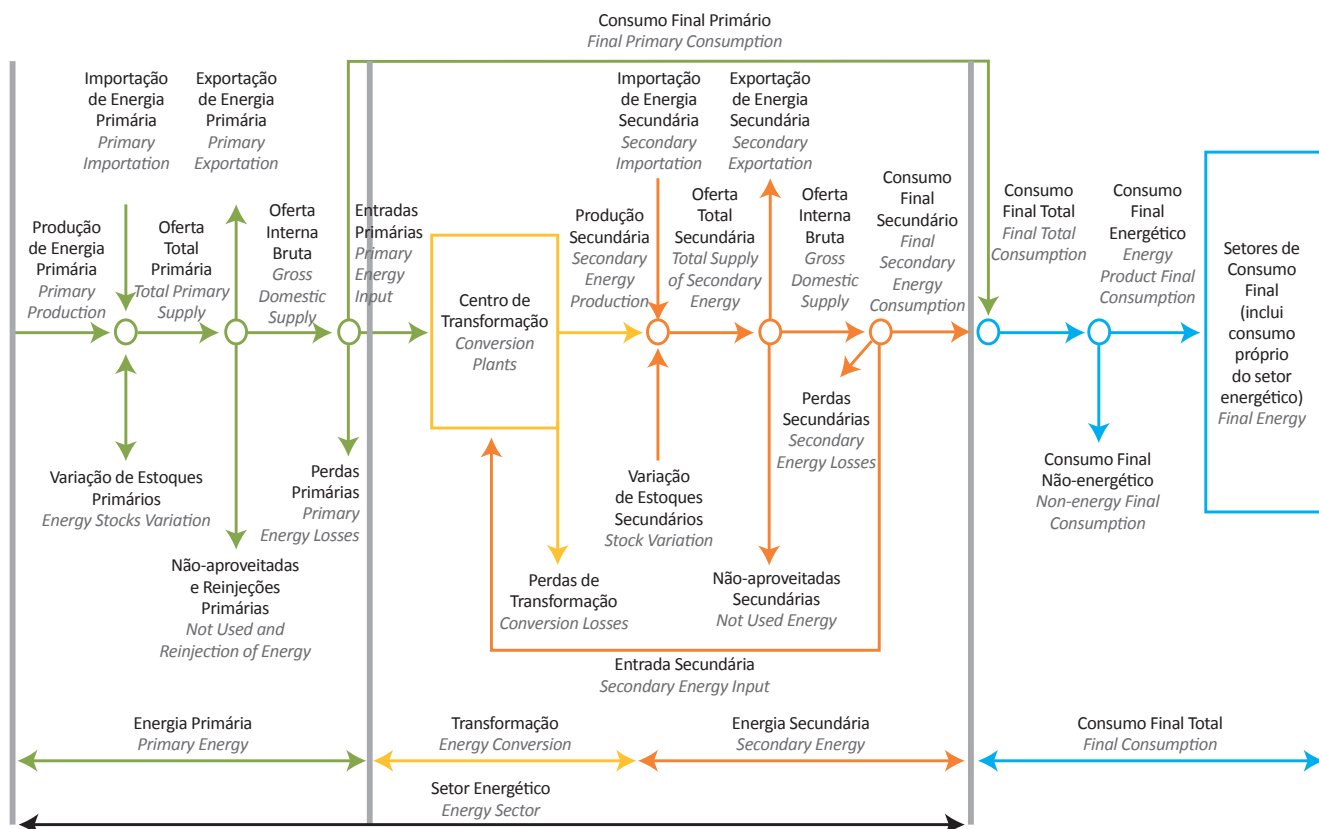 Consumo Final Primário
Final Primary Consumption
Importação
de Energia
Primária
Primary
Importation
Exportação
de Energia
Primária
Primary
Exportation
Importação
de Energia
Secundária
Secondary
Importation
Exportação
de Energia
Secundária
Secondary
Exportation
Produção
de Energia
Primária
Primary
Production
Oferta
Total
Primária
Total Primary
Supply
Oferta
Interna
Bruta
Gross
Domestic
Supply
Entradas
Primárias
Primary
Energy
Input
Centro de
Transformação
Conversion
Plants
Produção
Secundária
Secondary
Energy
Production
Oferta
Total
Secundária
Total Supply
of Secondary
Energy
Oferta
Interna
Bruta
Gross
Domestic
Supply
Consumo
Final
Secundário
Final
Secondary
Energy
Consumption
Consumo
Final Total
Final Total
Consumption
Consumo
Final
Energético
Energy
Product Final
Consumption
Setores de
Consumo
Final
(inclui
consumo
próprio
do setor
energético)
Final Energy
Variação de Estoques
Primários
Energy Stocks Variation
Perdas
Primárias
Primary
Energy Losses
Não-aproveitadas
e Reinjeções
Primárias
Not Used and
Reinjection of Energy
Perdas de
Transformação
Conversion Losses
Variação
de Estoques
Secundários
Stock Variation
Perdas
Secundárias
Secondary
Energy Losses
Não-aproveitadas
Secundárias
Not Used Energy
Consumo Final
Não-energético
Non-energy Final
Consumption
Entrada Secundária
Secondary Energy Input
Energia Primária
Primary Energy
Transformação
Energy Conversion
Energia Secundária
Secondary Energy
Consumo Final Total
Final Consumption
Setor Energético
Energy Sector